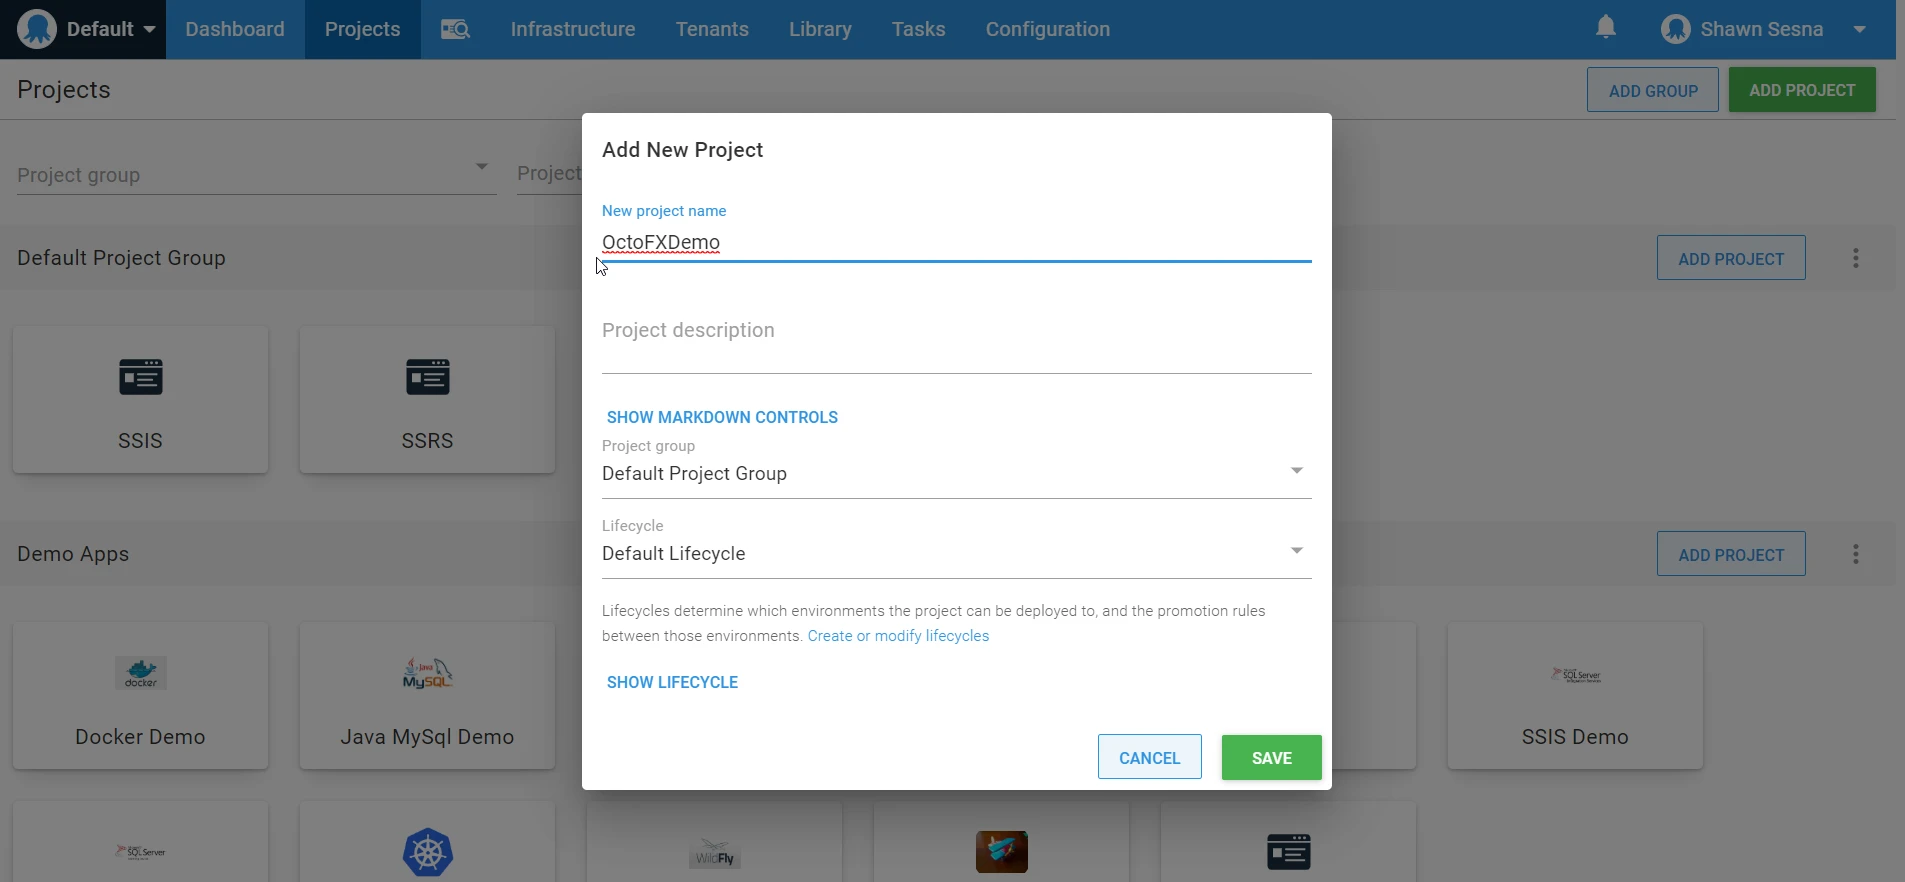 Default
Dashboard
Projects
Infrastructure
Tenants
Library
Tasks
Configuration
Shawn Sesna
Projects
ADD GROUP
ADD PROJECT
Add New Project
Project group
Project
New project name
OctoFXDemo
Default Project Group
ADD PROJECT
Project description
SSIS
SSRS
SHOW MARKDOWN CONTROLS
Project group
Default Project Group
Lifecycle
Default Lifecycle
Demo Apps
ADD PROJECT
Lifecycles determine which environments the project can be deployed to, and the promotion rules
between those environments. Create or modify lifecycles
SHOW LIFECYCLE
docker
Java
MySQL
SQL Server
Docker Demo
Java MySql Demo
SSIS Demo
CANCEL
SAVE
SQL Server
WildFly